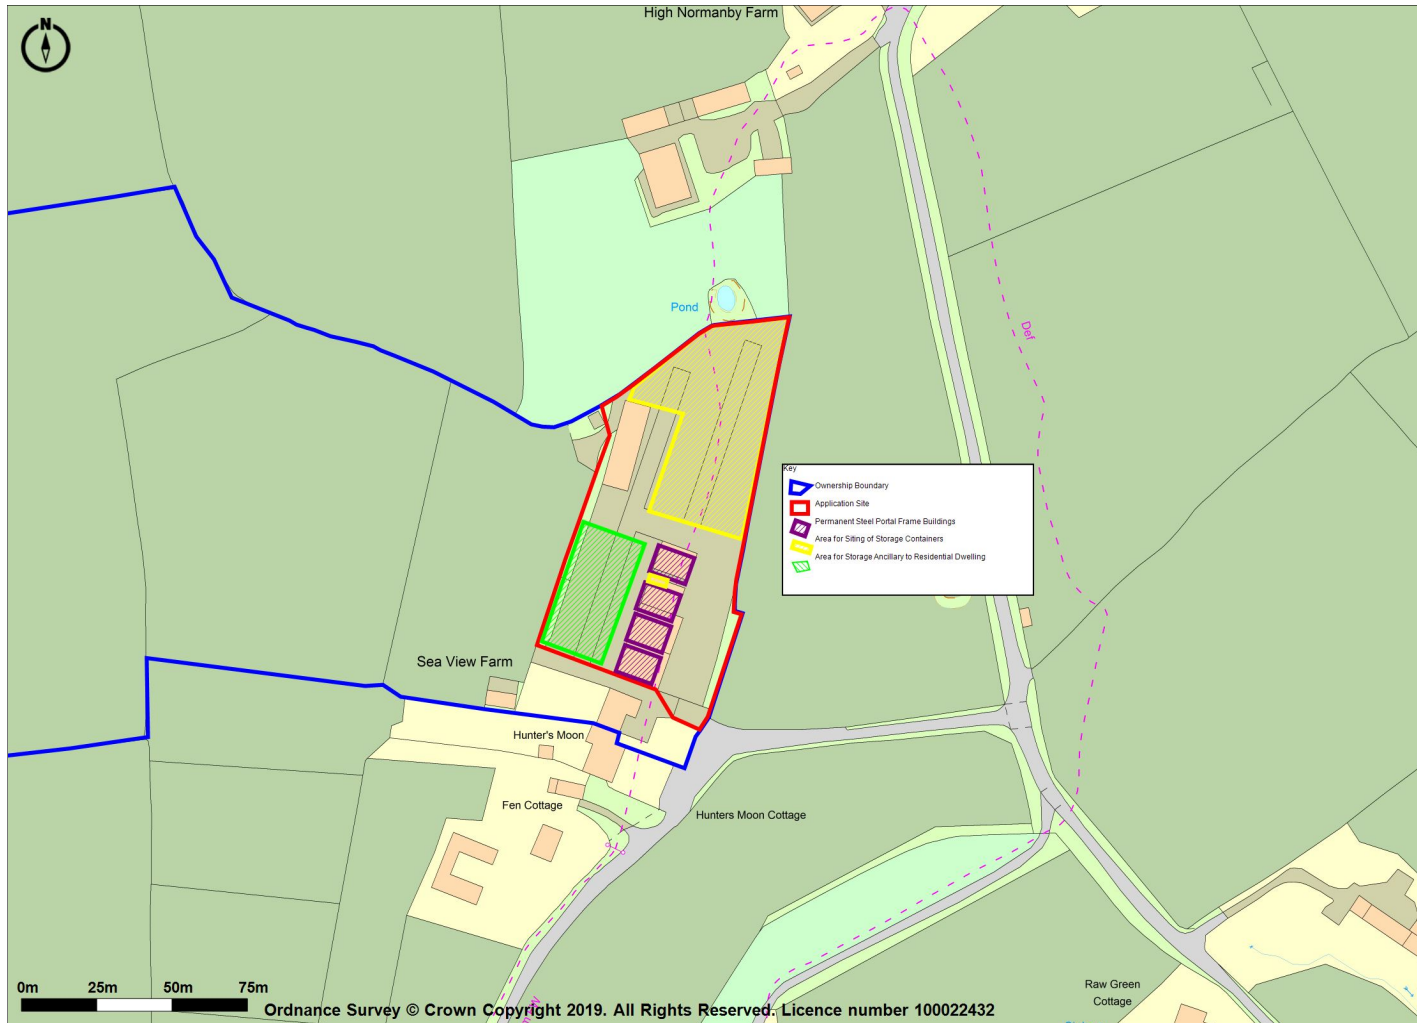 High Normanby Farm
N
Pond
Def
Key
Ownership Boundary
Application Site
Permanent Steel Portal Frame Buildings
Area for Siting of Storage Containers
Area for Storage Ancillary to Residential Dwelling
Sea View Farm
Hunter's Moon
Fen Cottage
Hunters Moon Cottage
Raw Green
Cottage
0m 25m 50m 75m
Ordnance Survey © Crown Copyright 2019. All Rights Reserved. Licence number 100022432